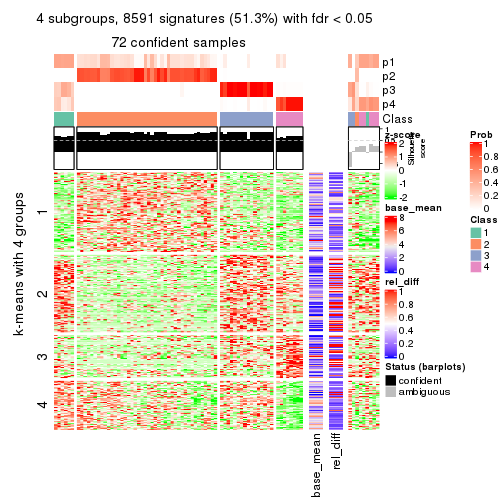 4 subgroups, 8591 signatures (51.3%) with fdr < 0.05
72 confident samples
p1
p2
p3
p4
Class
1
Silhouette
score
k-means with 4 groups
1
2
3
4
base_mean
rel_diff
z-score
2
1
0
-1
-2
base_mean
8
6
4
2
0
rel_diff
1
0.8
0.6
0.4
0.2
0
Status (barplots)
confident
ambiguous
Prob
1
0.8
0.6
0.4
0.2
0
Class
1
2
3
4